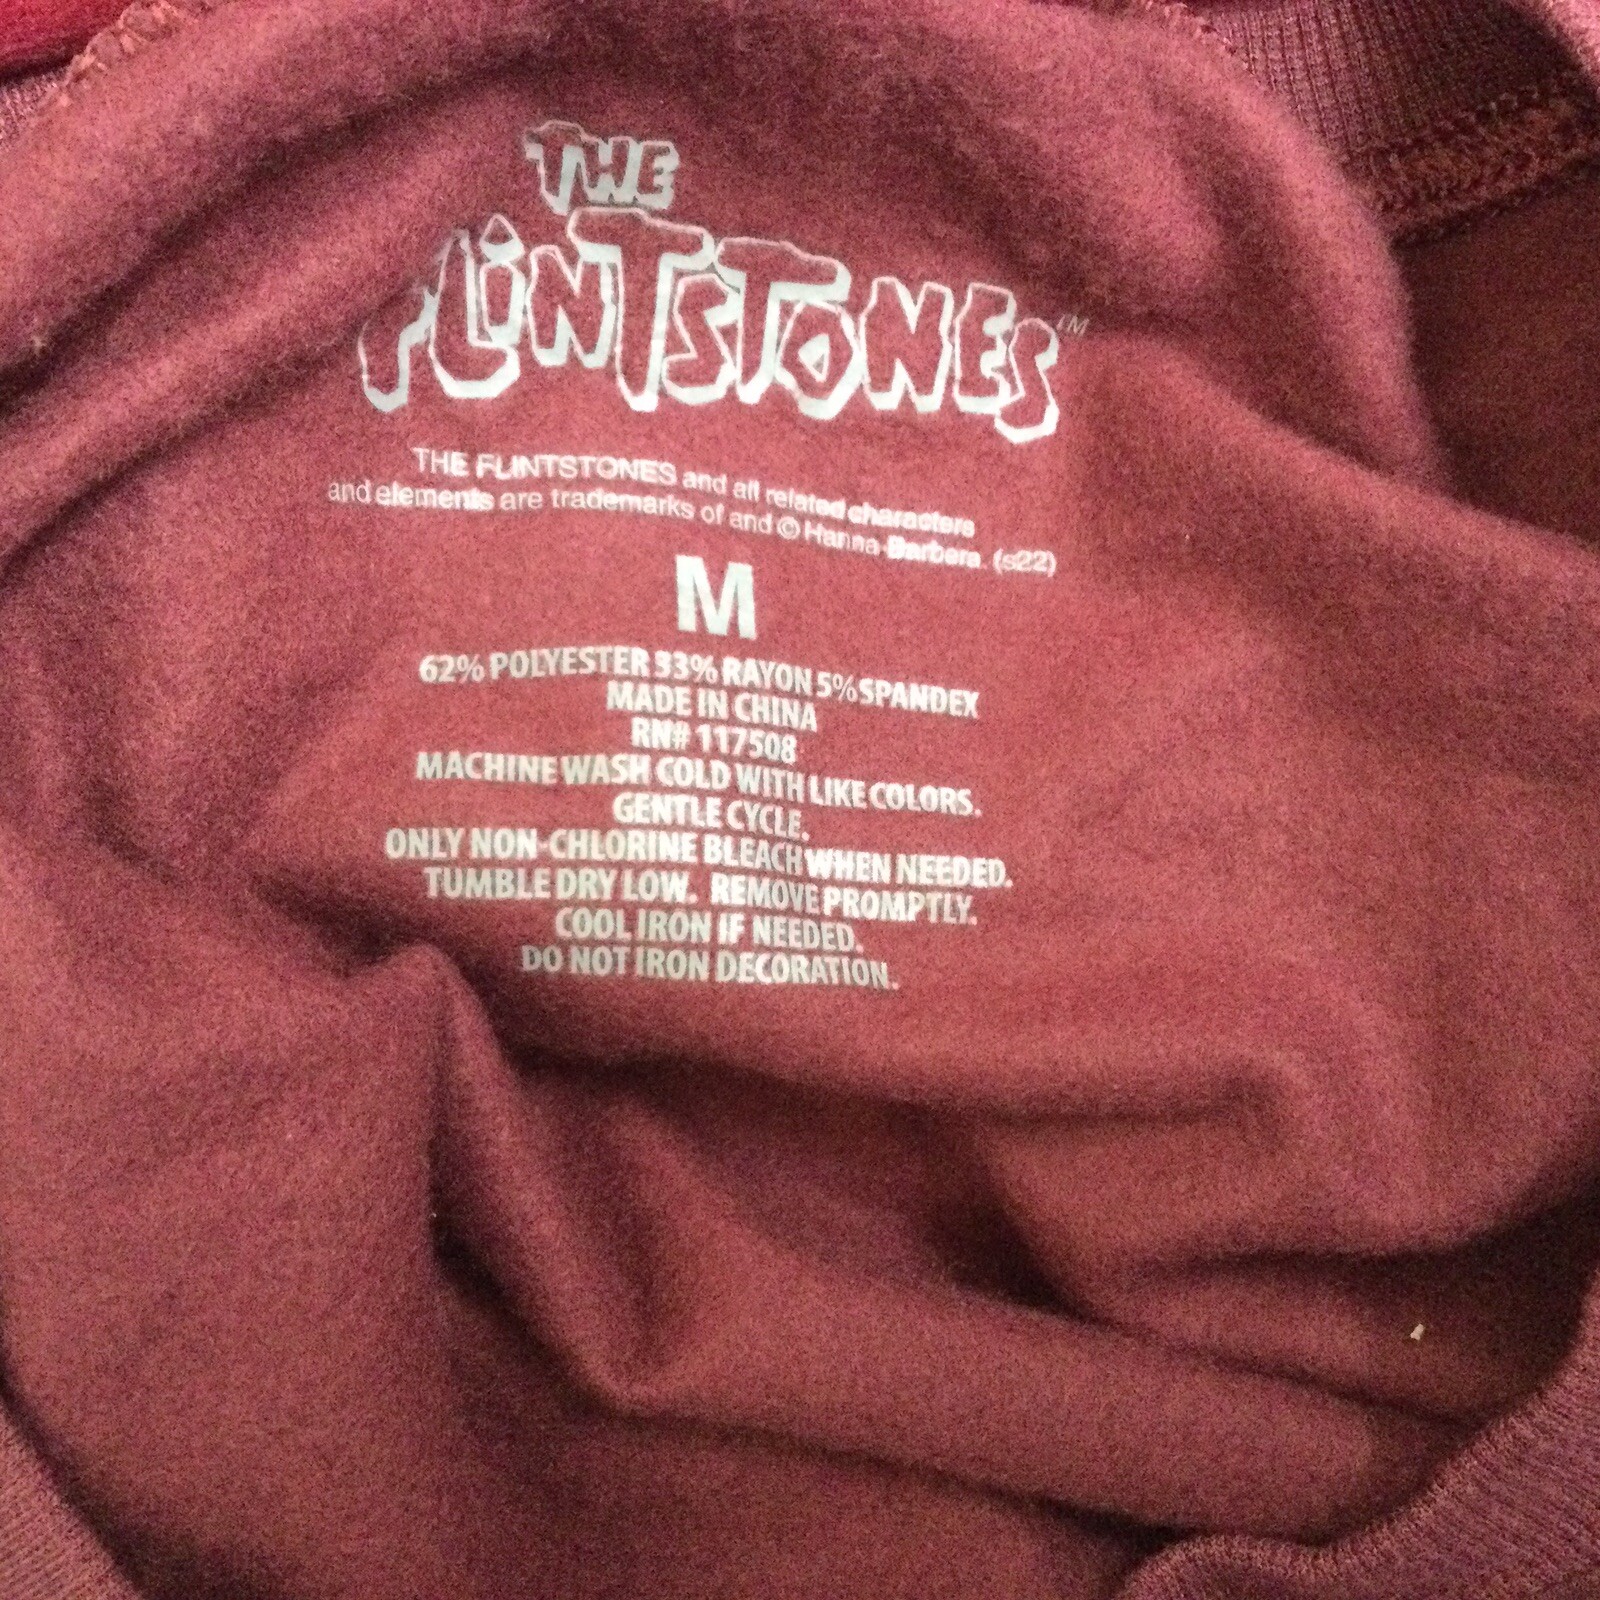 THE
FLINTSTONES™
THE FLINTSTONES and all related characters
and elements are trademarks of and © Hanna-Barbera. (s22)
M
62% POLYESTER 33% RAYON 5% SPANDEX
MADE IN CHINA
RN# 117508
MACHINE WASH COLD WITH LIKE COLORS.
GENTLE CYCLE.
ONLY NON-CHLORINE BLEACH WHEN NEEDED.
TUMBLE DRY LOW. REMOVE PROMPTLY.
COOL IRON IF NEEDED.
DO NOT IRON DECORATION.